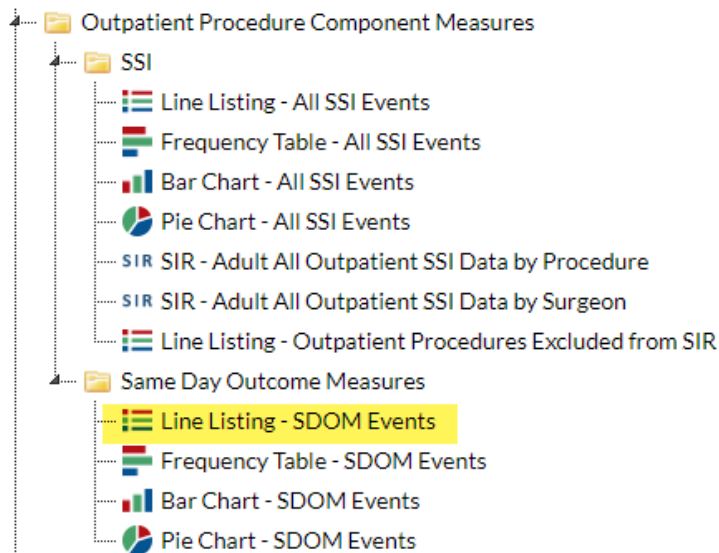 Outpatient Procedure Component Measures
SSI
Line Listing - All SSI Events
Frequency Table - All SSI Events
Bar Chart - All SSI Events
Pie Chart - All SSI Events
SIR SIR - Adult All Outpatient SSI Data by Procedure
SIR SIR - Adult All Outpatient SSI Data by Surgeon
Line Listing - Outpatient Procedures Excluded from SIR
Same Day Outcome Measures
Line Listing - SDOM Events
Frequency Table - SDOM Events
Bar Chart - SDOM Events
Pie Chart - SDOM Events